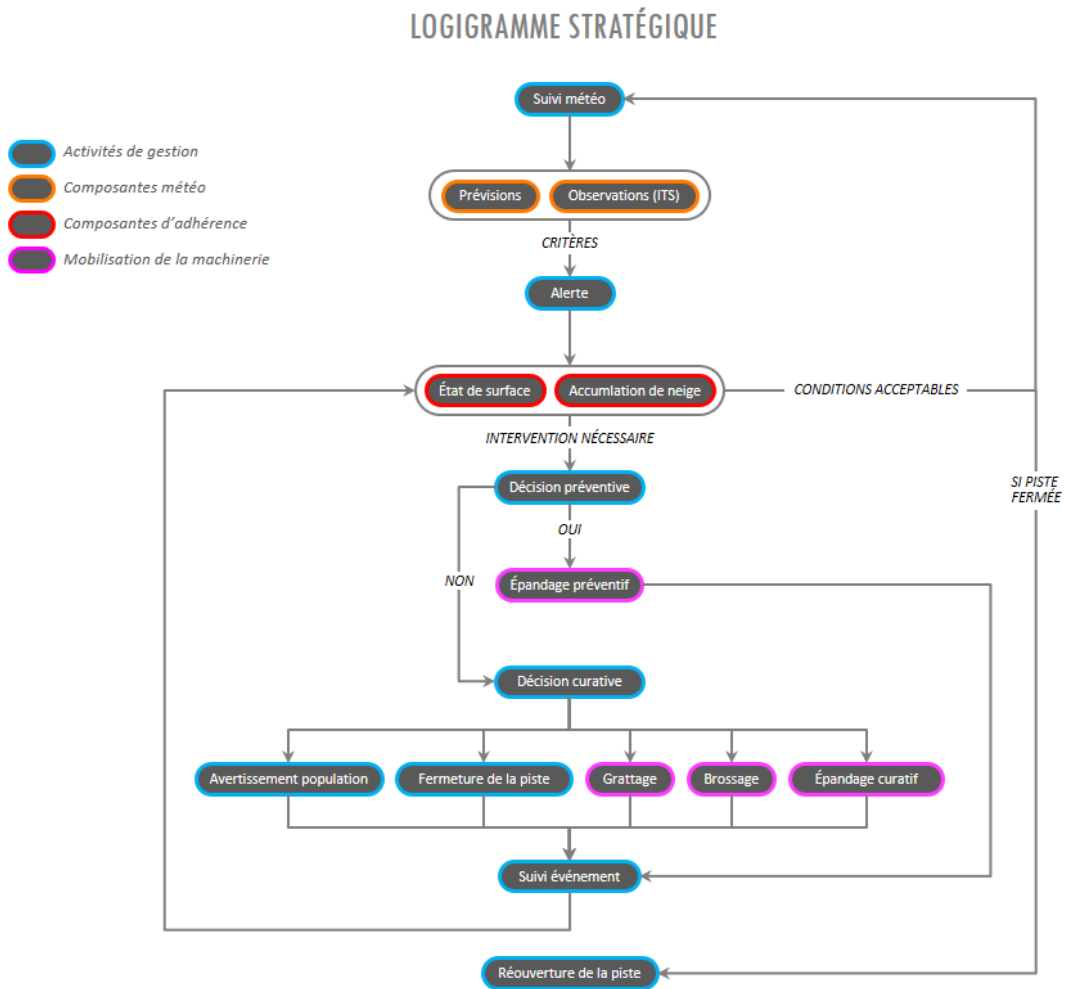 LOGIGRAMME STRATÉGIQUE
Suivi météo
Activités de gestion
Composantes météo
Composantes d'adhérence
Mobilisation de la machinerie
Prévisions
Observations (ITS)
CRITÈRES
Alerte
État de surface
Accumlation de neige
CONDITIONS ACCEPTABLES
INTERVENTION NÉCESSAIRE
SI PISTE
FERMÉE
Décision préventive
OUI
NON
Épandage préventif
Décision curative
Avertissement population
Fermeture de la piste
Grattage
Brossage
Épandage curatif
Suivi événement
Réouverture de la piste